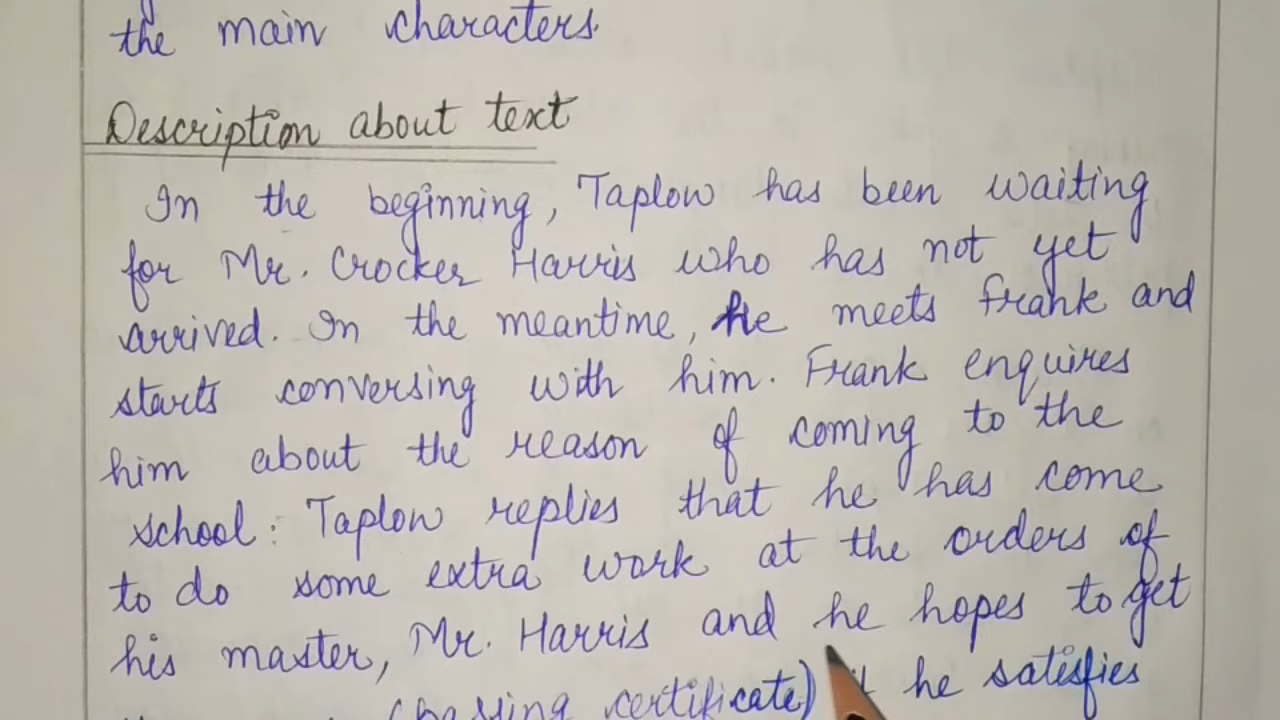 the main characters.
Description about text
In the beginning, Taplow has been waiting
for Mr. Crocker Harris who has not yet
arrived. In the meantime, he meets Frank and
starts conversing with him. Frank enquires
him about the reason of coming to the
school. Taplow replies that he has come
to do some extra work at the orders of
his master, Mr. Harris and he hopes to get
(passing certificate) he satisfies